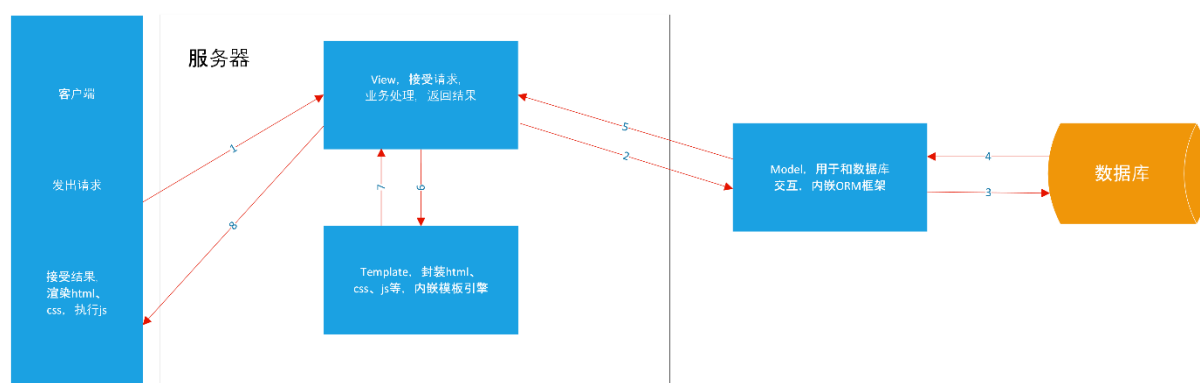 客户端
发出请求
接受结果,
渲染html、
css, 执行js
服务器
View, 接受请求,
业务处理, 返回结果
1
8
7
6
Template, 封装html、
css、js等, 内嵌模板引擎
5
2
Model, 用于和数据库
交互, 内嵌ORM框架
4
3
数据库